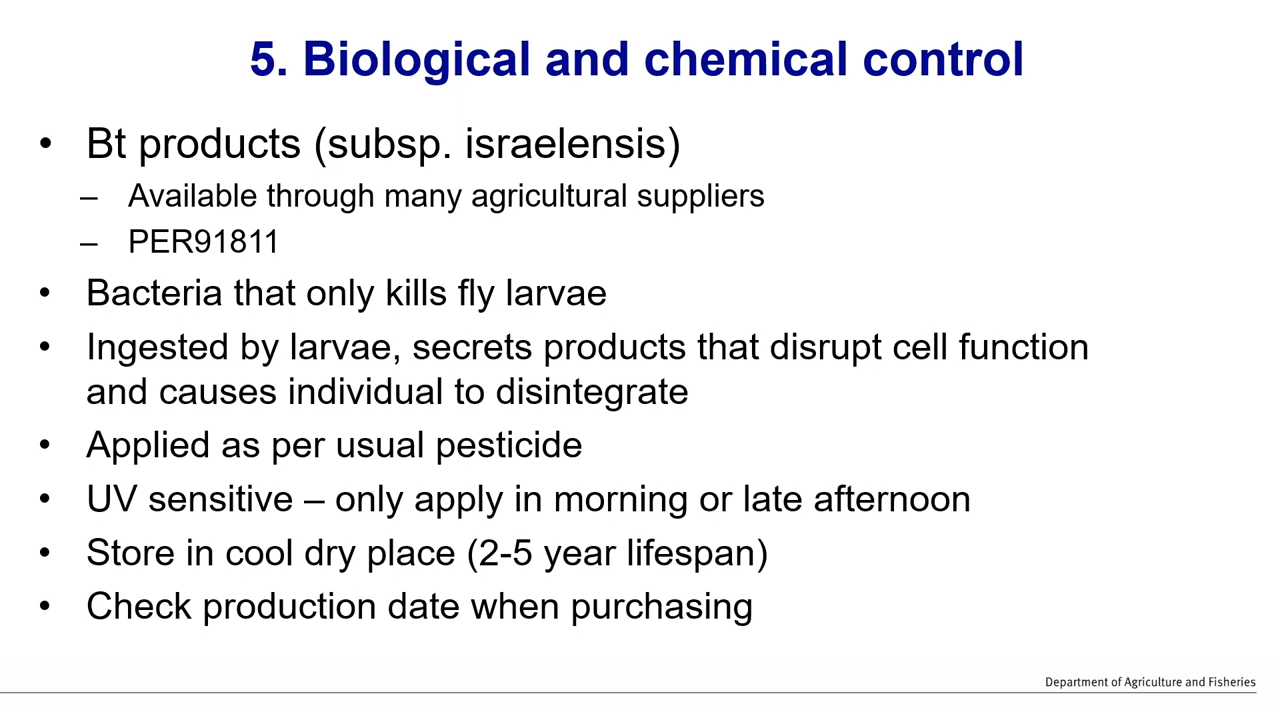 5. Biological and chemical control
• Bt products (subsp. israelensis)
– Available through many agricultural suppliers
– PER91811
• Bacteria that only kills fly larvae
• Ingested by larvae, secrets products that disrupt cell function
and causes individual to disintegrate
• Applied as per usual pesticide
• UV sensitive – only apply in morning or late afternoon
• Store in cool dry place (2-5 year lifespan)
• Check production date when purchasing
Department of Agriculture and Fisheries